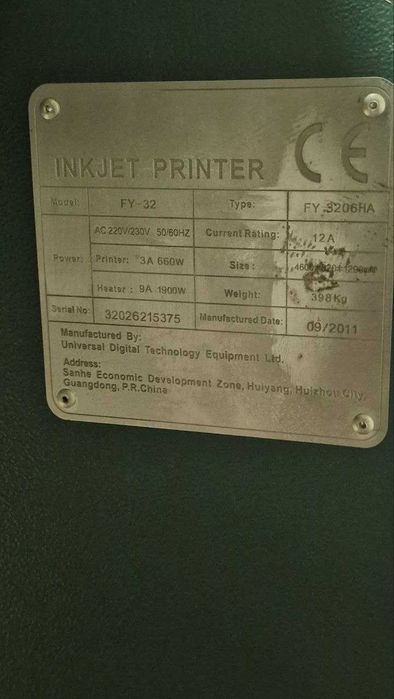 CE
INKJET PRINTER
Model: FY-32 Type: FY-3206HA
Power: AC 220V/230V 50/60HZ Current Rating: 12A
Printer: 3A 660W Size:
Heater: 9A 1900W Weight: 398Kg
Serial No: 32026215375 Manufactured Date: 09/2011
Manufactured By:
Universal Digital Technology Equipment Ltd.
Address:
Sanhe Economic Development Zone, Huiyang, Huizhou City,
Guangdong, P.R.China